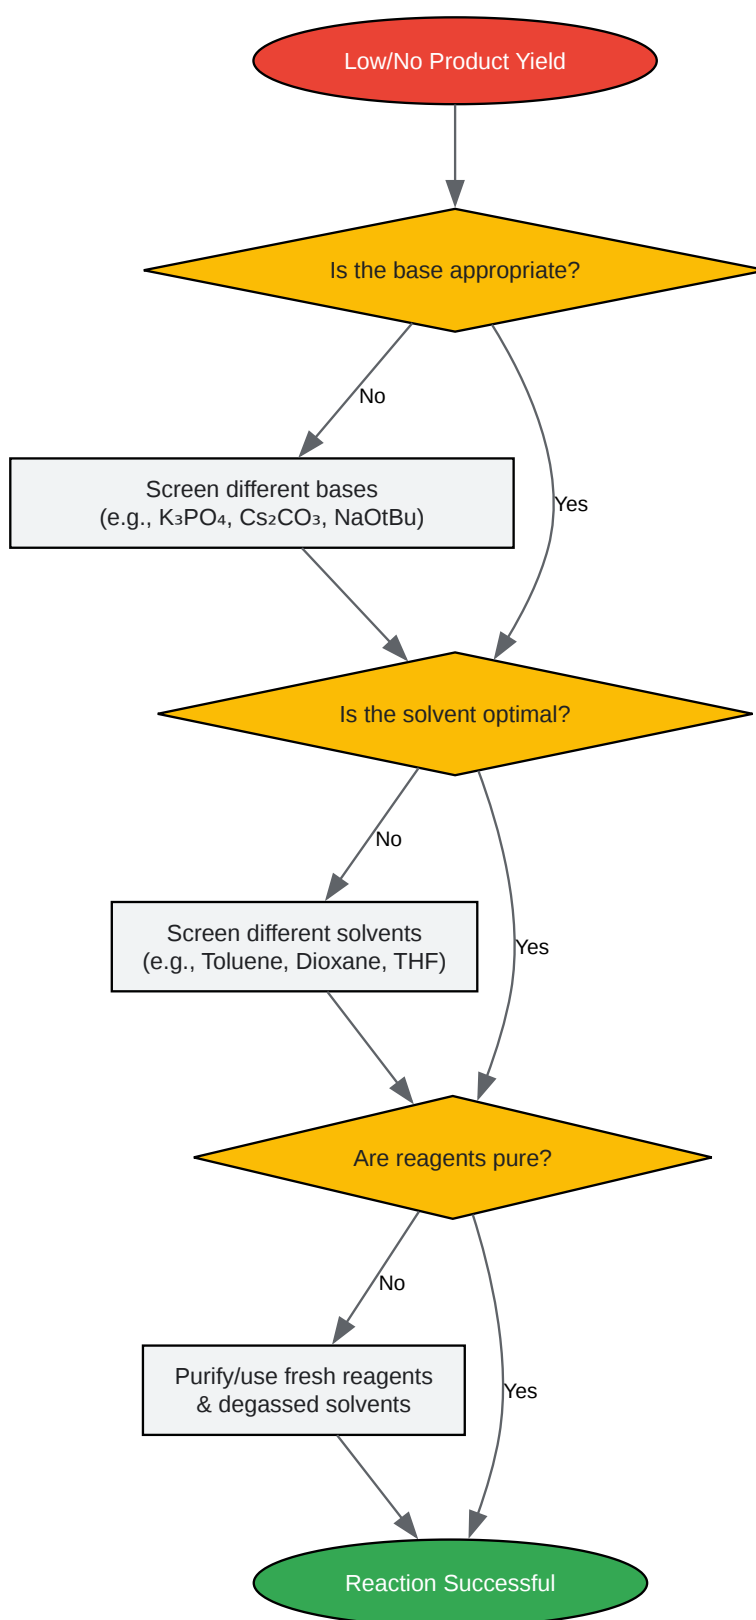 Low/No Product Yield
Is the base appropriate?
No
Screen different bases
(e.g., K₃PO₄, Cs₂CO₃, NaOtBu)
Yes
Is the solvent optimal?
No
Screen different solvents
(e.g., Toluene, Dioxane, THF)
Yes
Are reagents pure?
No
Purify/use fresh reagents
& degassed solvents
Yes
Reaction Successful